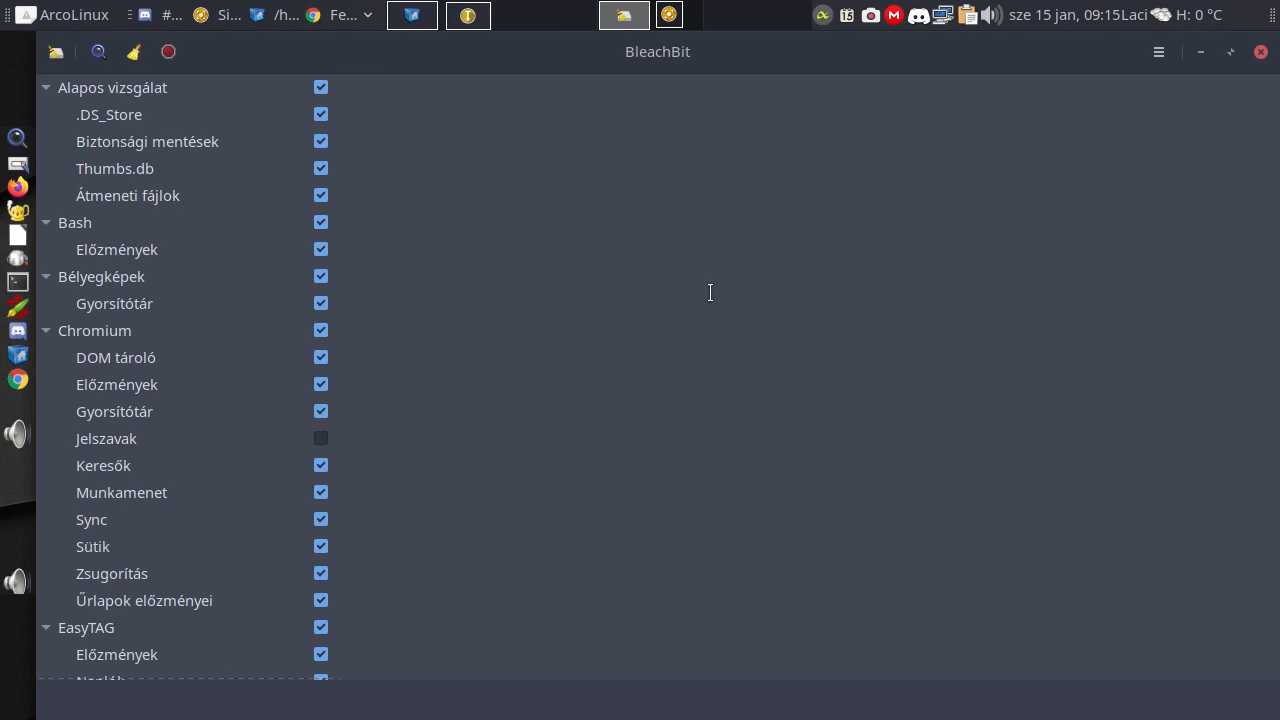 ArcoLinux #... Si... /h... Fe... 15 sze 15 jan, 09:15 Laci H: 0 °C
BleachBit
Alapos vizsgálat
.DS_Store
Biztonsági mentések
Thumbs.db
Átmeneti fájlok
Bash
Előzmények
Bélyegképek
Gyorsítótár
Chromium
DOM tároló
Előzmények
Gyorsítótár
Jelszavak
Keresők
Munkamenet
Sync
Sütik
Zsugorítás
Űrlapok előzményei
EasyTAG
Előzmények